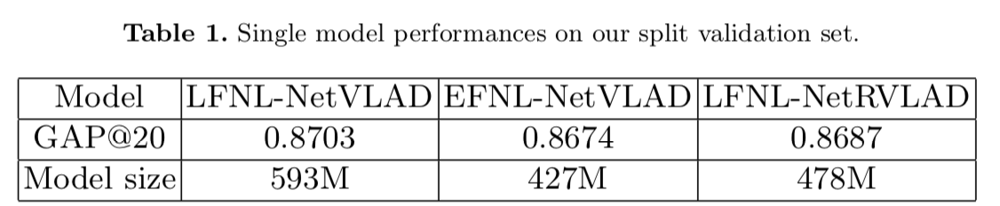 Table 1. Single model performances on our split validation set.
Model LFNL-NetVLAD EFNL-NetVLAD LFNL-NetRVLAD
GAP@20 0.8703 0.8674 0.8687
Model size 593M 427M 478M